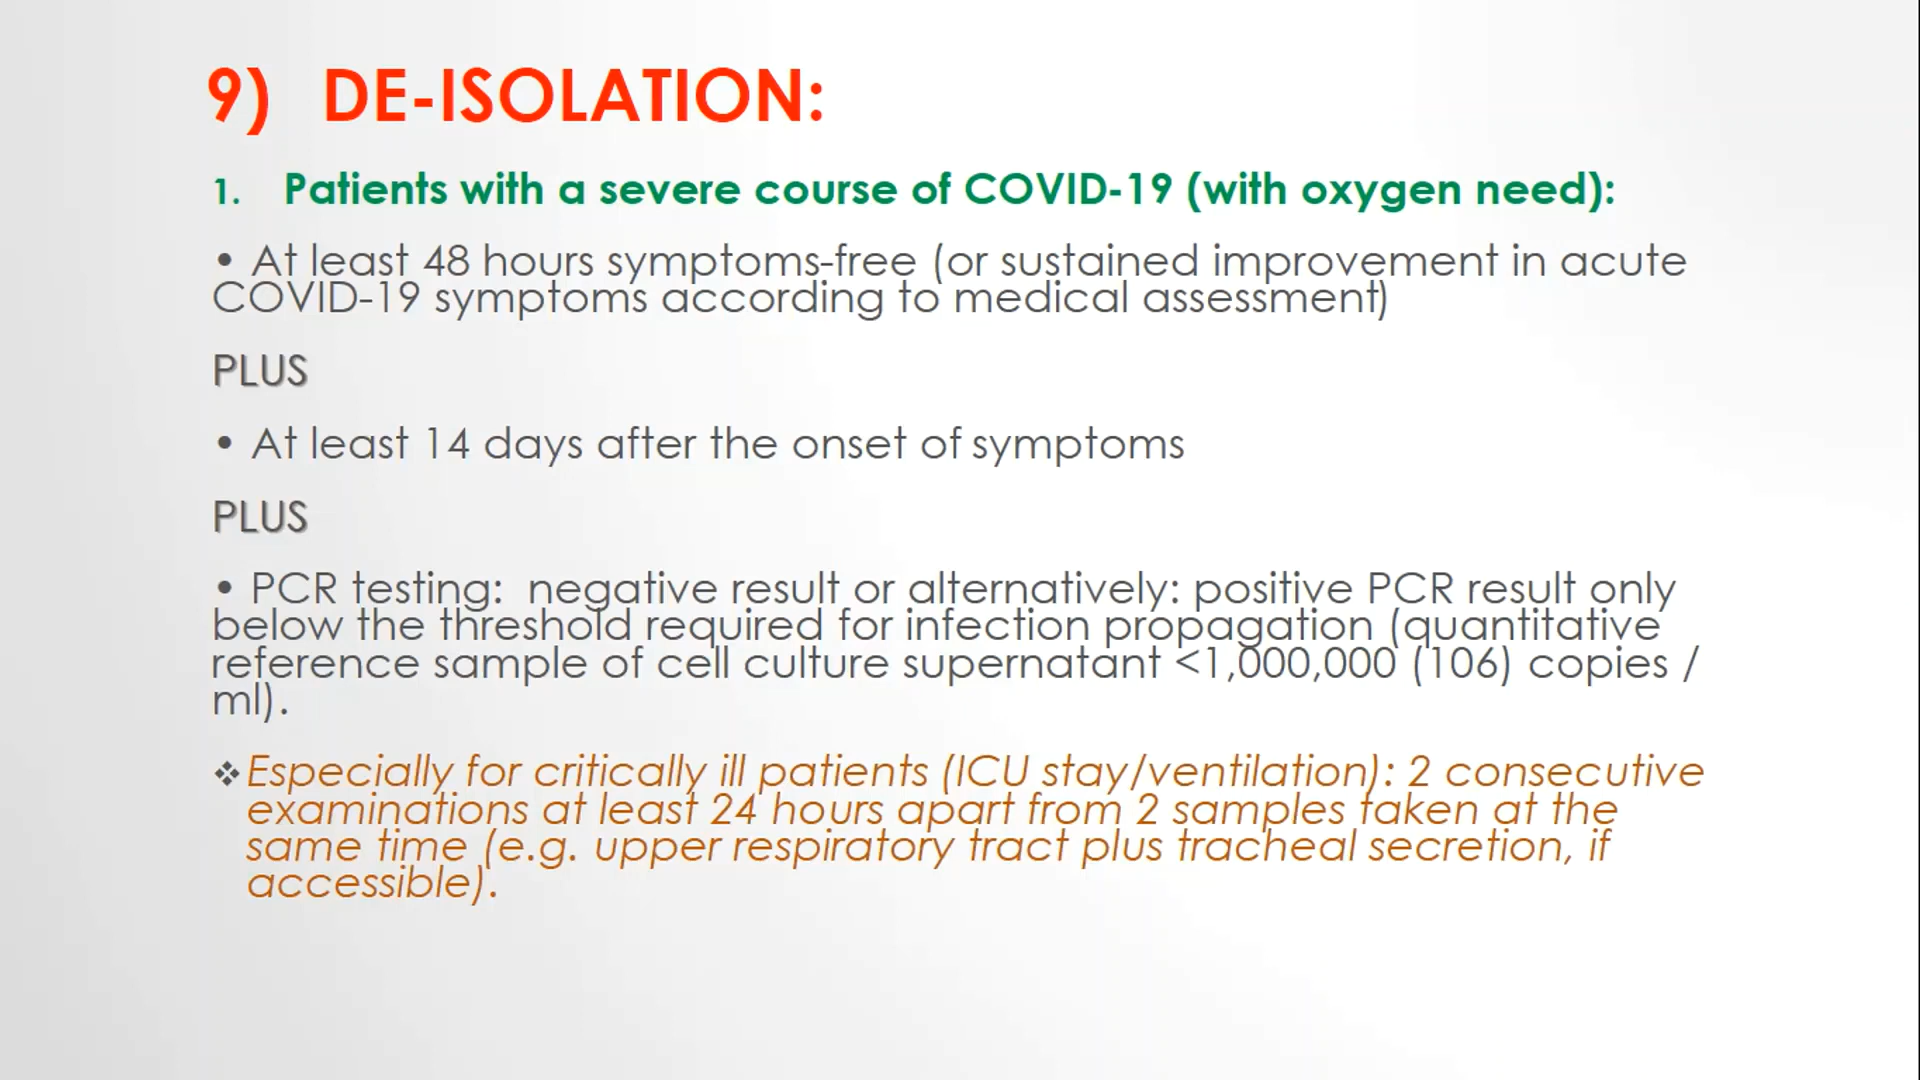 9) DE-ISOLATION:
1. Patients with a severe course of COVID-19 (with oxygen need):
• At least 48 hours symptoms-free (or sustained improvement in acute
COVID-19 symptoms according to medical assessment)
PLUS
• At least 14 days after the onset of symptoms
PLUS
• PCR testing: negative result or alternatively: positive PCR result only
below the threshold required for infection propagation (quantitative
reference sample of cell culture supernatant <1,000,000 (106) copies /
ml).
❖ Especially for critically ill patients (ICU stay/ventilation): 2 consecutive
examinations at least 24 hours apart from 2 samples taken at the
same time (e.g. upper respiratory tract plus tracheal secretion, if
accessible).